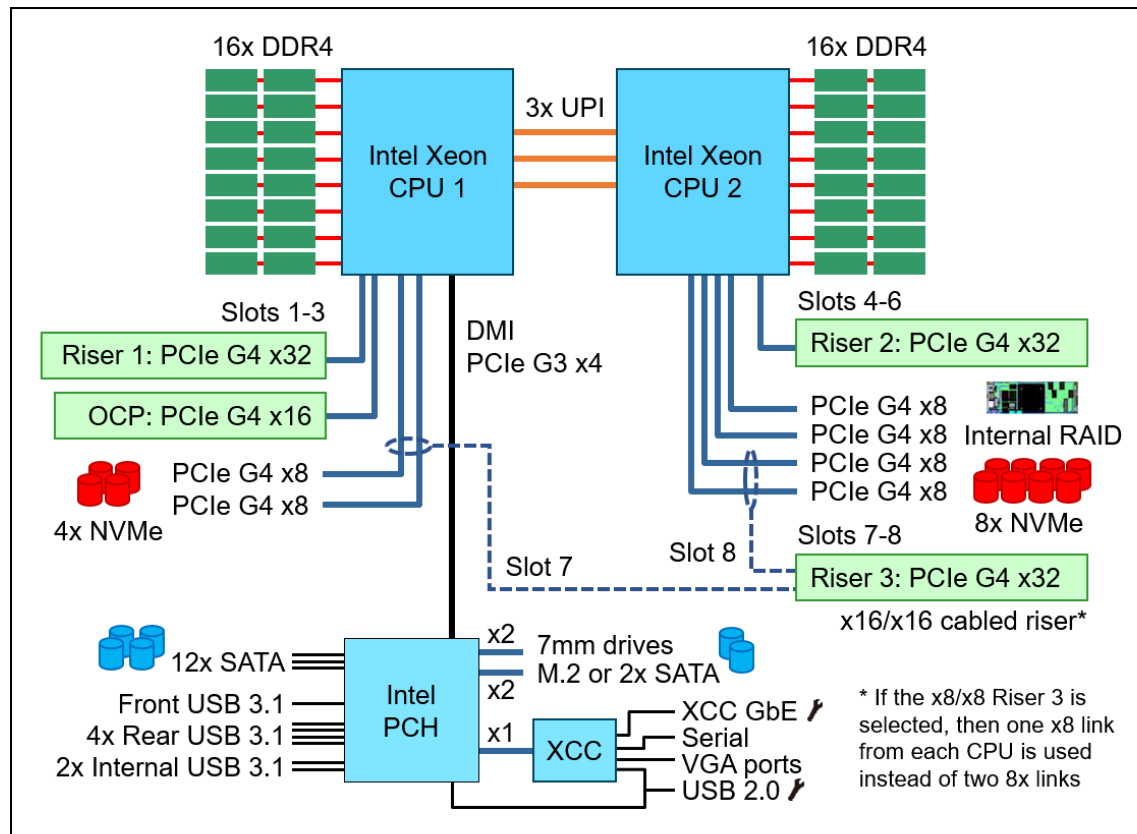 16x DDR4
16x DDR4
3x UPI
Intel Xeon
CPU 1
Intel Xeon
CPU 2
Slots 1-3
Riser 1: PCIe G4 x32
OCP: PCIe G4 x16
PCIe G4 x8
PCIe G4 x8
4x NVMe
DMI
PCIe G3 x4
Slots 4-6
Riser 2: PCIe G4 x32
PCIe G4 x8
PCIe G4 x8
PCIe G4 x8
PCIe G4 x8
Internal RAID
8x NVMe
Slot 7
Slot 8
Slots 7-8
Riser 3: PCIe G4 x32
x16/x16 cabled riser*
12x SATA
Front USB 3.1
4x Rear USB 3.1
2x Internal USB 3.1
Intel
PCH
x2
7mm drives
M.2 or 2x SATA
x2
x1
XCC
XCC GbE
Serial
VGA ports
USB 2.0
* If the x8/x8 Riser 3 is
selected, then one x8 link
from each CPU is used
instead of two 8x links